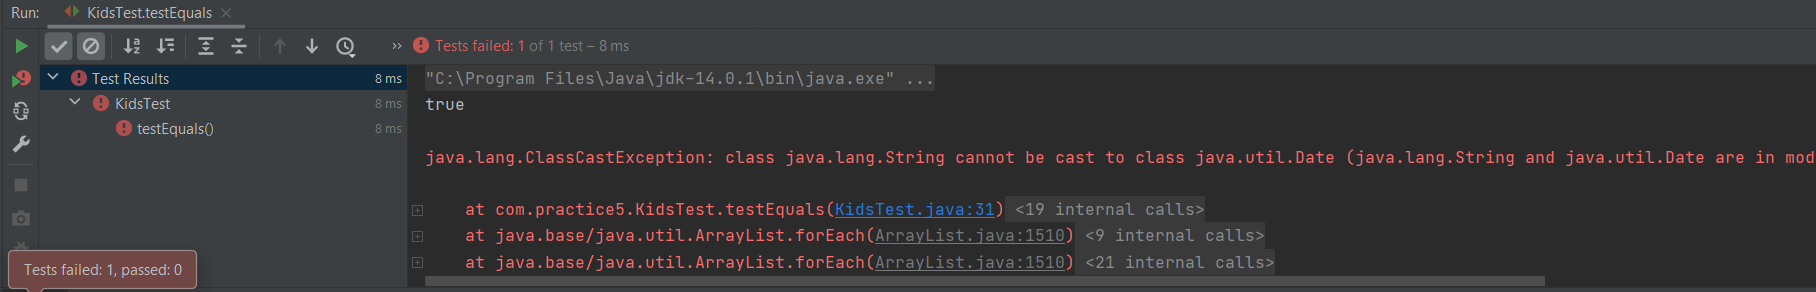 Run: KidsTest.testEquals
Tests failed: 1 of 1 test – 8 ms
Test Results 8 ms
KidsTest 8 ms
testEquals() 8 ms
"C:\Program Files\Java\jdk-14.0.1\bin\java.exe" ...
true
java.lang.ClassCastException: class java.lang.String cannot be cast to class java.util.Date (java.lang.String and java.util.Date are in mod
at com.practice5.KidsTest.testEquals(KidsTest.java:31) <19 internal calls>
at java.base/java.util.ArrayList.forEach(ArrayList.java:1510) <9 internal calls>
at java.base/java.util.ArrayList.forEach(ArrayList.java:1510) <21 internal calls>
Tests failed: 1, passed: 0